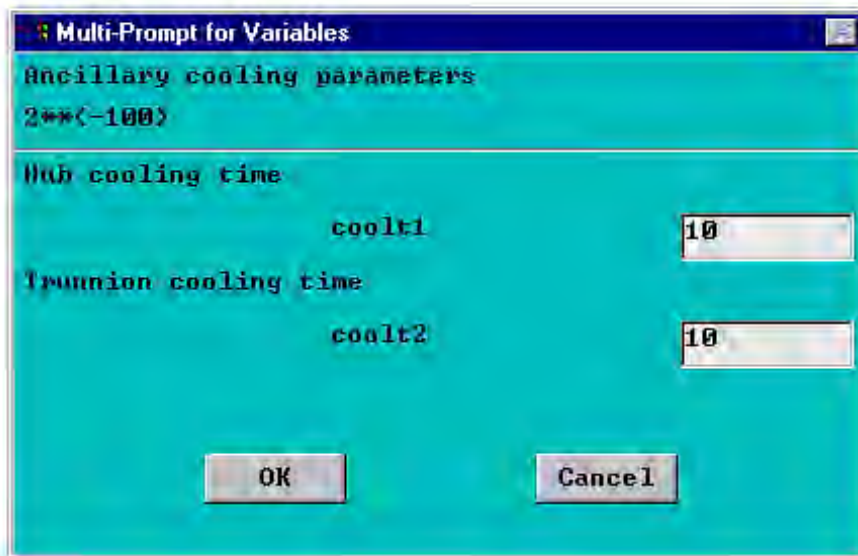 Multi-Prompt for Variables
Ancillary cooling parameters
2**(-100)
Hub cooling time
coolt1
10
Trunnion cooling time
coolt2
10
OK
Cancel